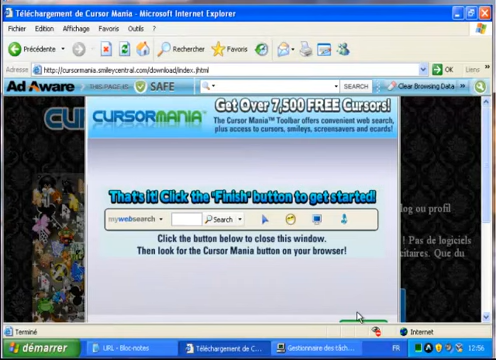 Téléchargement de Cursor Mania - Microsoft Internet Explorer
Fichier Edition Affichage Favoris Outils ?
Précédente Rechercher Favoris
Adresse http://cursormania.smileycentral.com/download/index.jhtml OK Liens »
Ad Aware THIS PAGE IS SAFE SEARCH Clear Browsing Data »
CU
CURSORMANIA
Get Over 7,500 FREE Cursors!
The Cursor Mania™ Toolbar offers convenient web search,
plus access to cursors, smileys, screensavers and ecards!
That's it! Click the "Finish" button to get started!
mywebsearch Search
log ou profil
Click the button below to close this window.
Then look for the Cursor Mania button on your browser!
! Pas de logiciels
citaires. Que du
Terminé Internet
démarrer URL - Bloc-notes Téléchargement de C... Gestionnaire des tâch... FR 12:56